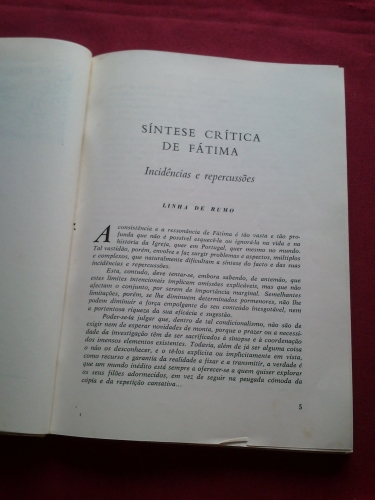 SÍNTESE CRÍTICA
DE FÁTIMA
Incidências e repercussões
LINHA DE RUMO
A consistência e a ressonância de Fátima é tão vasta e tão pro-
funda que não é possível esquecê-la ou ignorá-la na vida e na
história da Igreja, quer em Portugal, quer mesmo no mundo.
Tal vastidão, porém, envolve e faz surgir problemas e aspectos, múltiplos
e complexos, que naturalmente dificultam a síntese do facto e das suas
incidências e repercussões.
Esta, contudo, deve tentar-se, embora sabendo, de antemão, que
estes limites intencionais implicam omissões explicáveis, mas que não
afectam o conjunto, por serem de importância marginal. Semelhantes
limitações, porém, se lhe diminuem determinados pormenores, não lhe
podem diminuir a força empolgante do seu conteúdo inesgotável, nem
a portentosa riqueza da sua eficácia e sugestão.
Poder-se-ia julgar que, dentro de tal condicionalismo, não são de
exigir nem de esperar novidades de monta, porque o prazer ou a necessi-
dade da investigação têm de ser sacrificados à sinopse e à coordenação
dos imensos elementos existentes. Todavia, além de já ser alguma coisa
o não os desconhecer, e o tê-los explícita ou implicitamente em vista,
como recurso e garantia da realidade a fixar e a transmitir, a verdade é
que um mundo inédito está sempre a oferecer-se a quem quiser explorar
os seus filões adormecidos, em vez de seguir na peugada cómoda da
cópia e da repetição cansativa...
5